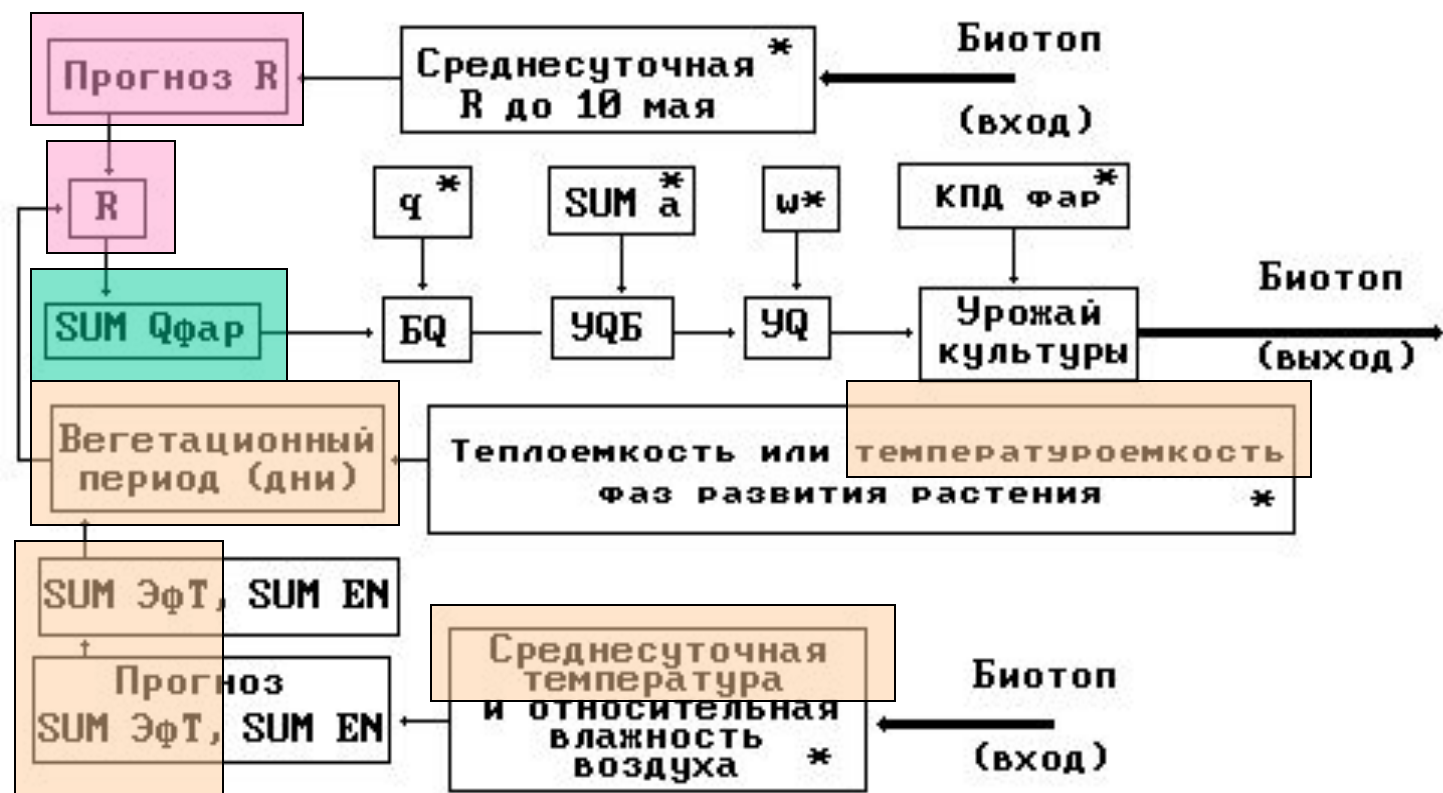 Прогноз R
Среднесуточная *
R до 10 мая
Биотоп
(вход)
R
q *
SUM a *
w*
КПД фар*
SUM Qфар
БQ
УQБ
УQ
Урожай
культуры
Биотоп
(выход)
Вегетационный
период (дни)
Теплоемкость или температуроемкость
фаз развития растения *
SUM ЭфТ, SUM EN
Прогноз
SUM ЭфТ, SUM EN
Среднесуточная
температура
и относительная
влажность
воздуха *
Биотоп
(вход)